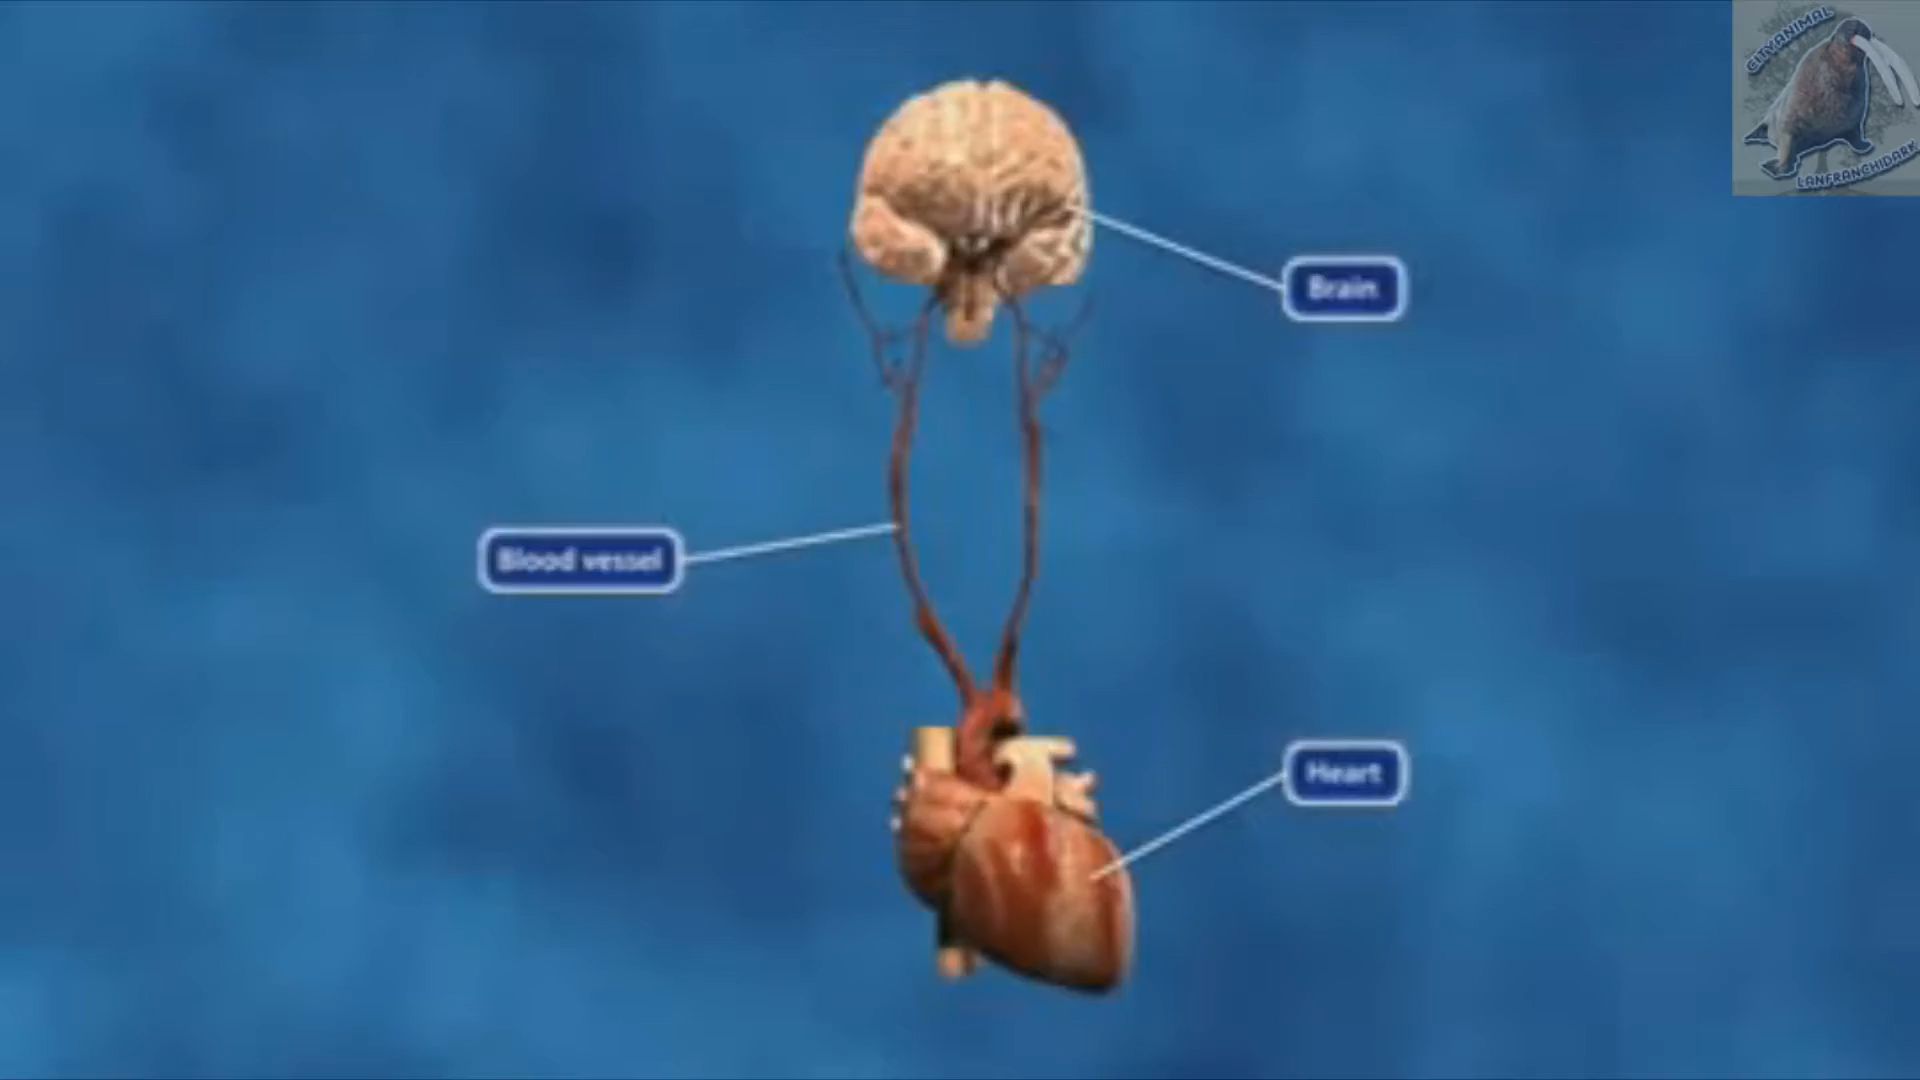 CITYANIMAL
LANFRANCHIDARK
Brain
Blood vessel
Heart